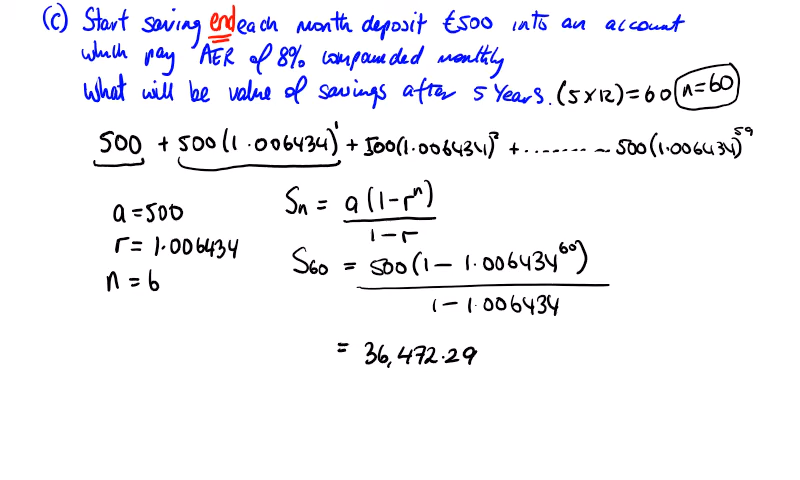 (c) Start saving end each month deposit €500 into an account
which pay AER of 8% compounded monthly
What will be value of savings after 5 Years. (5 x 12) = 60 (n = 60)
500 + 500(1.006434)^1 + 500(1.006434)^2 + ........ - 500(1.006434)^59
a = 500
r = 1.006434
n = 6
Sn = a(1 - r^n) / 1 - r
S60 = 500(1 - 1.006434^60) / 1 - 1.006434
= 36,472.29